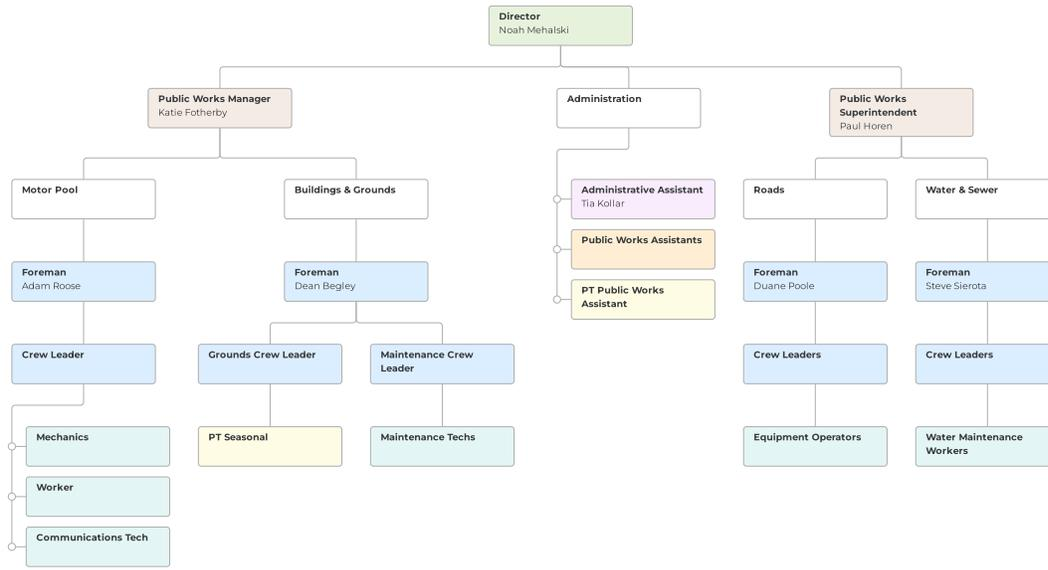 Director
Noah Mehalski
Public Works Manager
Katie Fotherby
Administration
Public Works
Superintendent
Paul Horen
Motor Pool
Buildings & Grounds
Administrative Assistant
Tia Kollar
Roads
Water & Sewer
Public Works Assistants
Foreman
Adam Roose
Foreman
Dean Begley
Foreman
Duane Poole
Foreman
Steve Sierota
PT Public Works
Assistant
Crew Leader
Grounds Crew Leader
Maintenance Crew
Leader
Crew Leaders
Crew Leaders
Mechanics
PT Seasonal
Maintenance Techs
Equipment Operators
Water Maintenance
Workers
Worker
Communications Tech